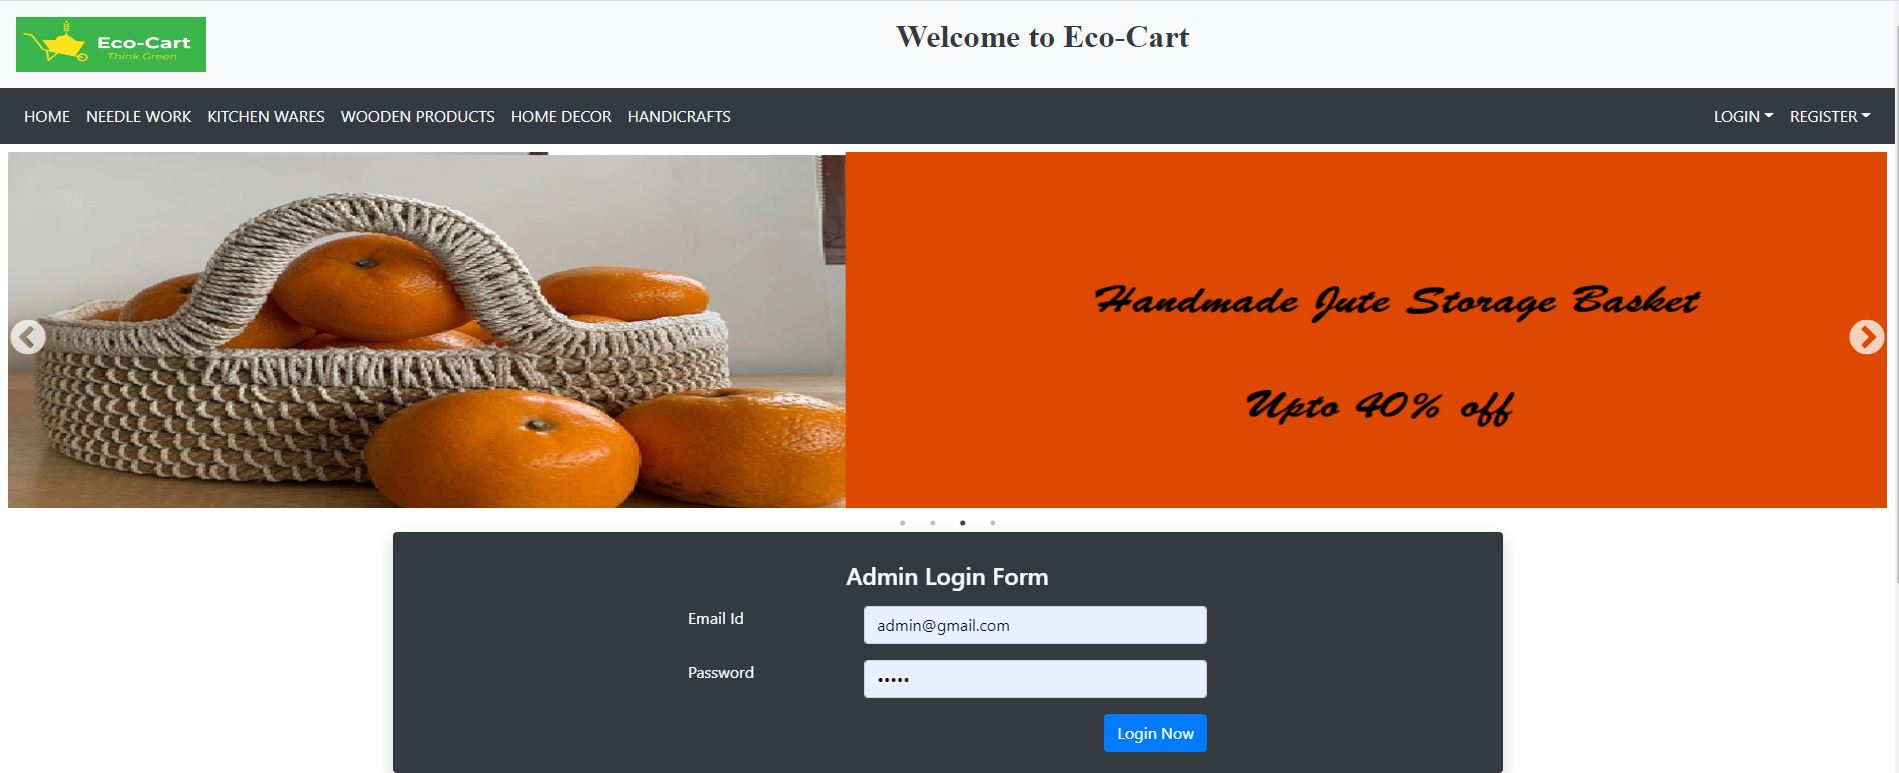 Eco-Cart
Think Green
Welcome to Eco-Cart
HOME NEEDLE WORK KITCHEN WARES WOODEN PRODUCTS HOME DECOR HANDICRAFTS LOGIN REGISTER
Handmade Jute Storage Basket
Upto 40% off
Admin Login Form
Email Id admin@gmail.com
Password •••••
Login Now